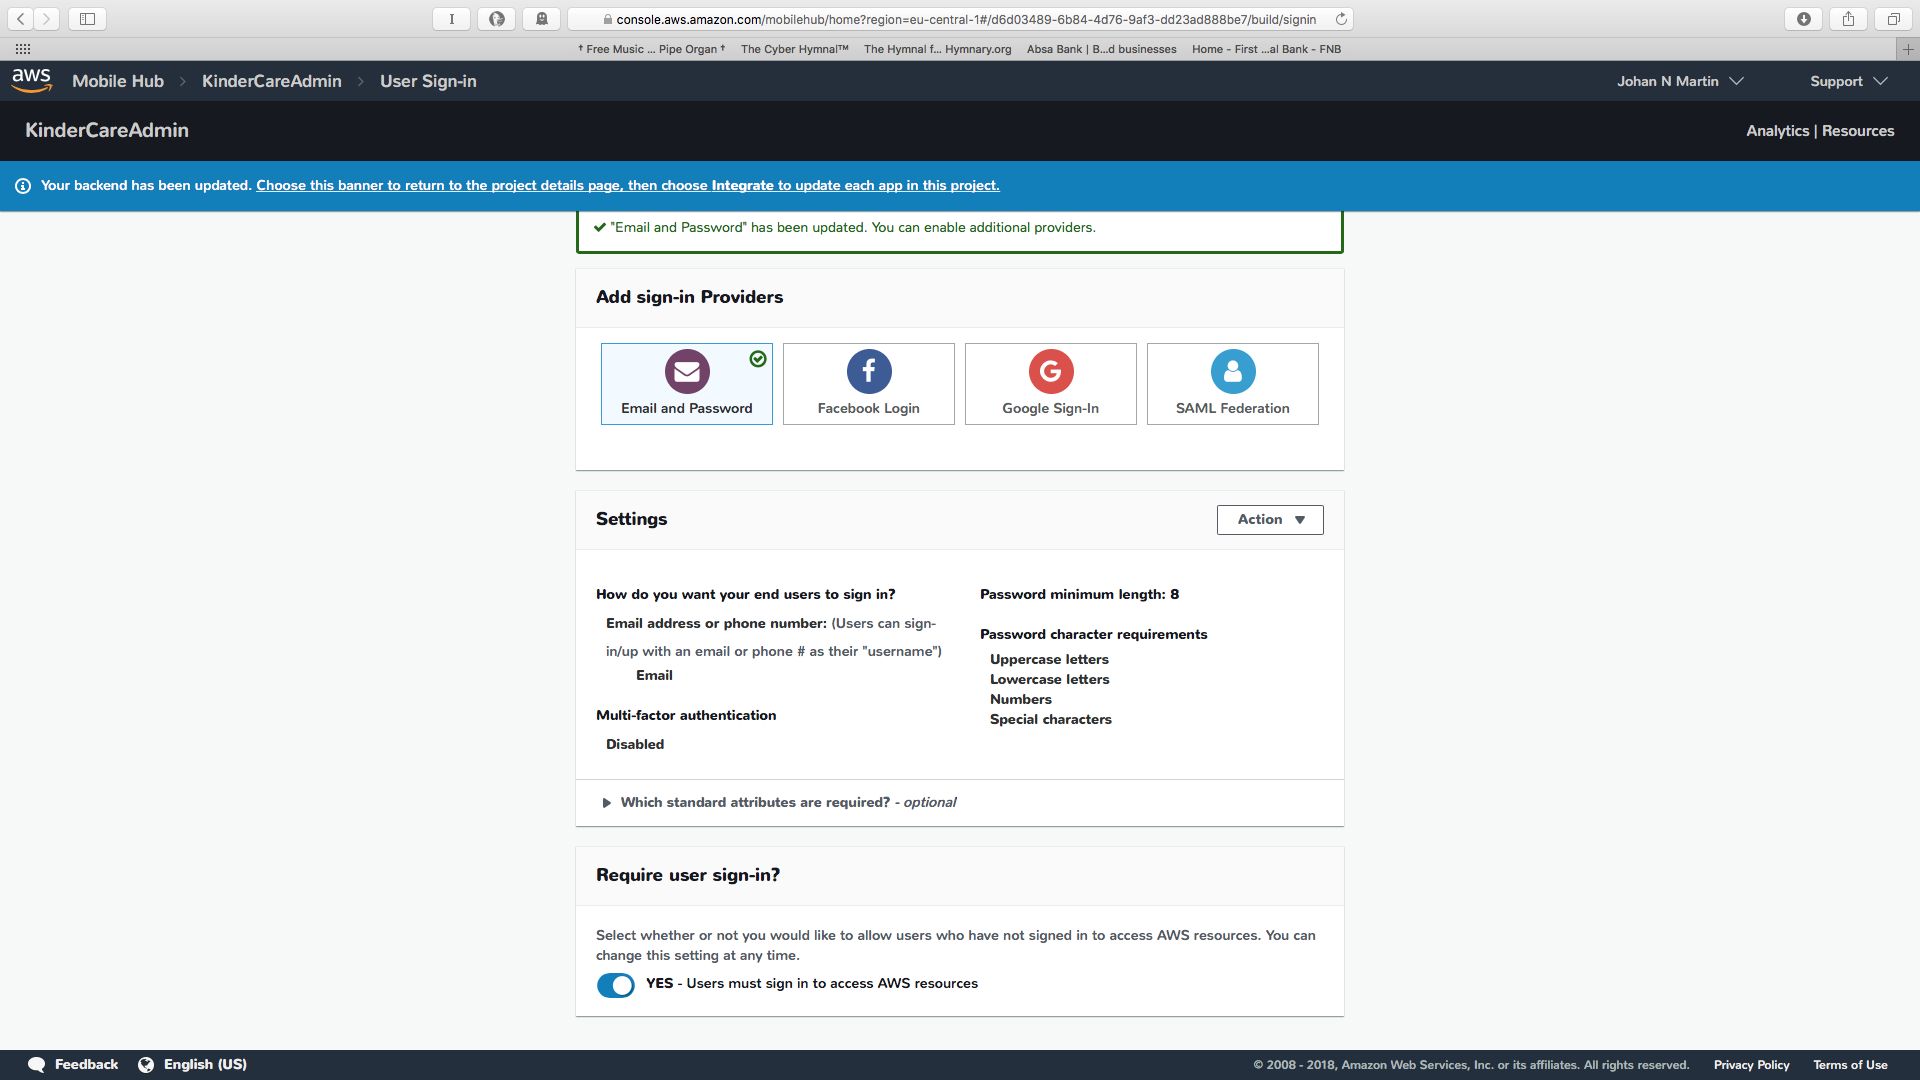 console.aws.amazon.com/mobilehub/home?region=eu-central-1#/d6d03489-6b84-4d76-9af3-dd23ad888be7/build/signin
† Free Music ... Pipe Organ †
The Cyber Hymnal™
The Hymnal f... Hymnary.org
Absa Bank | B...d businesses
Home - First ...al Bank - FNB
aws
Mobile Hub
KinderCareAdmin
User Sign-in
Johan N Martin
Support
KinderCareAdmin
Analytics | Resources
Your backend has been updated. Choose this banner to return to the project details page, then choose Integrate to update each app in this project.
"Email and Password" has been updated. You can enable additional providers.
Add sign-in Providers
Email and Password
Facebook Login
Google Sign-In
SAML Federation
Settings
Action
How do you want your end users to sign in?
Email address or phone number: (Users can sign-
in/up with an email or phone # as their "username")
Email
Multi-factor authentication
Disabled
Password minimum length: 8
Password character requirements
Uppercase letters
Lowercase letters
Numbers
Special characters
Which standard attributes are required? - optional
Require user sign-in?
Select whether or not you would like to allow users who have not signed in to access AWS resources. You can
change this setting at any time.
YES - Users must sign in to access AWS resources
Feedback
English (US)
© 2008 - 2018, Amazon Web Services, Inc. or its affiliates. All rights reserved.
Privacy Policy
Terms of Use